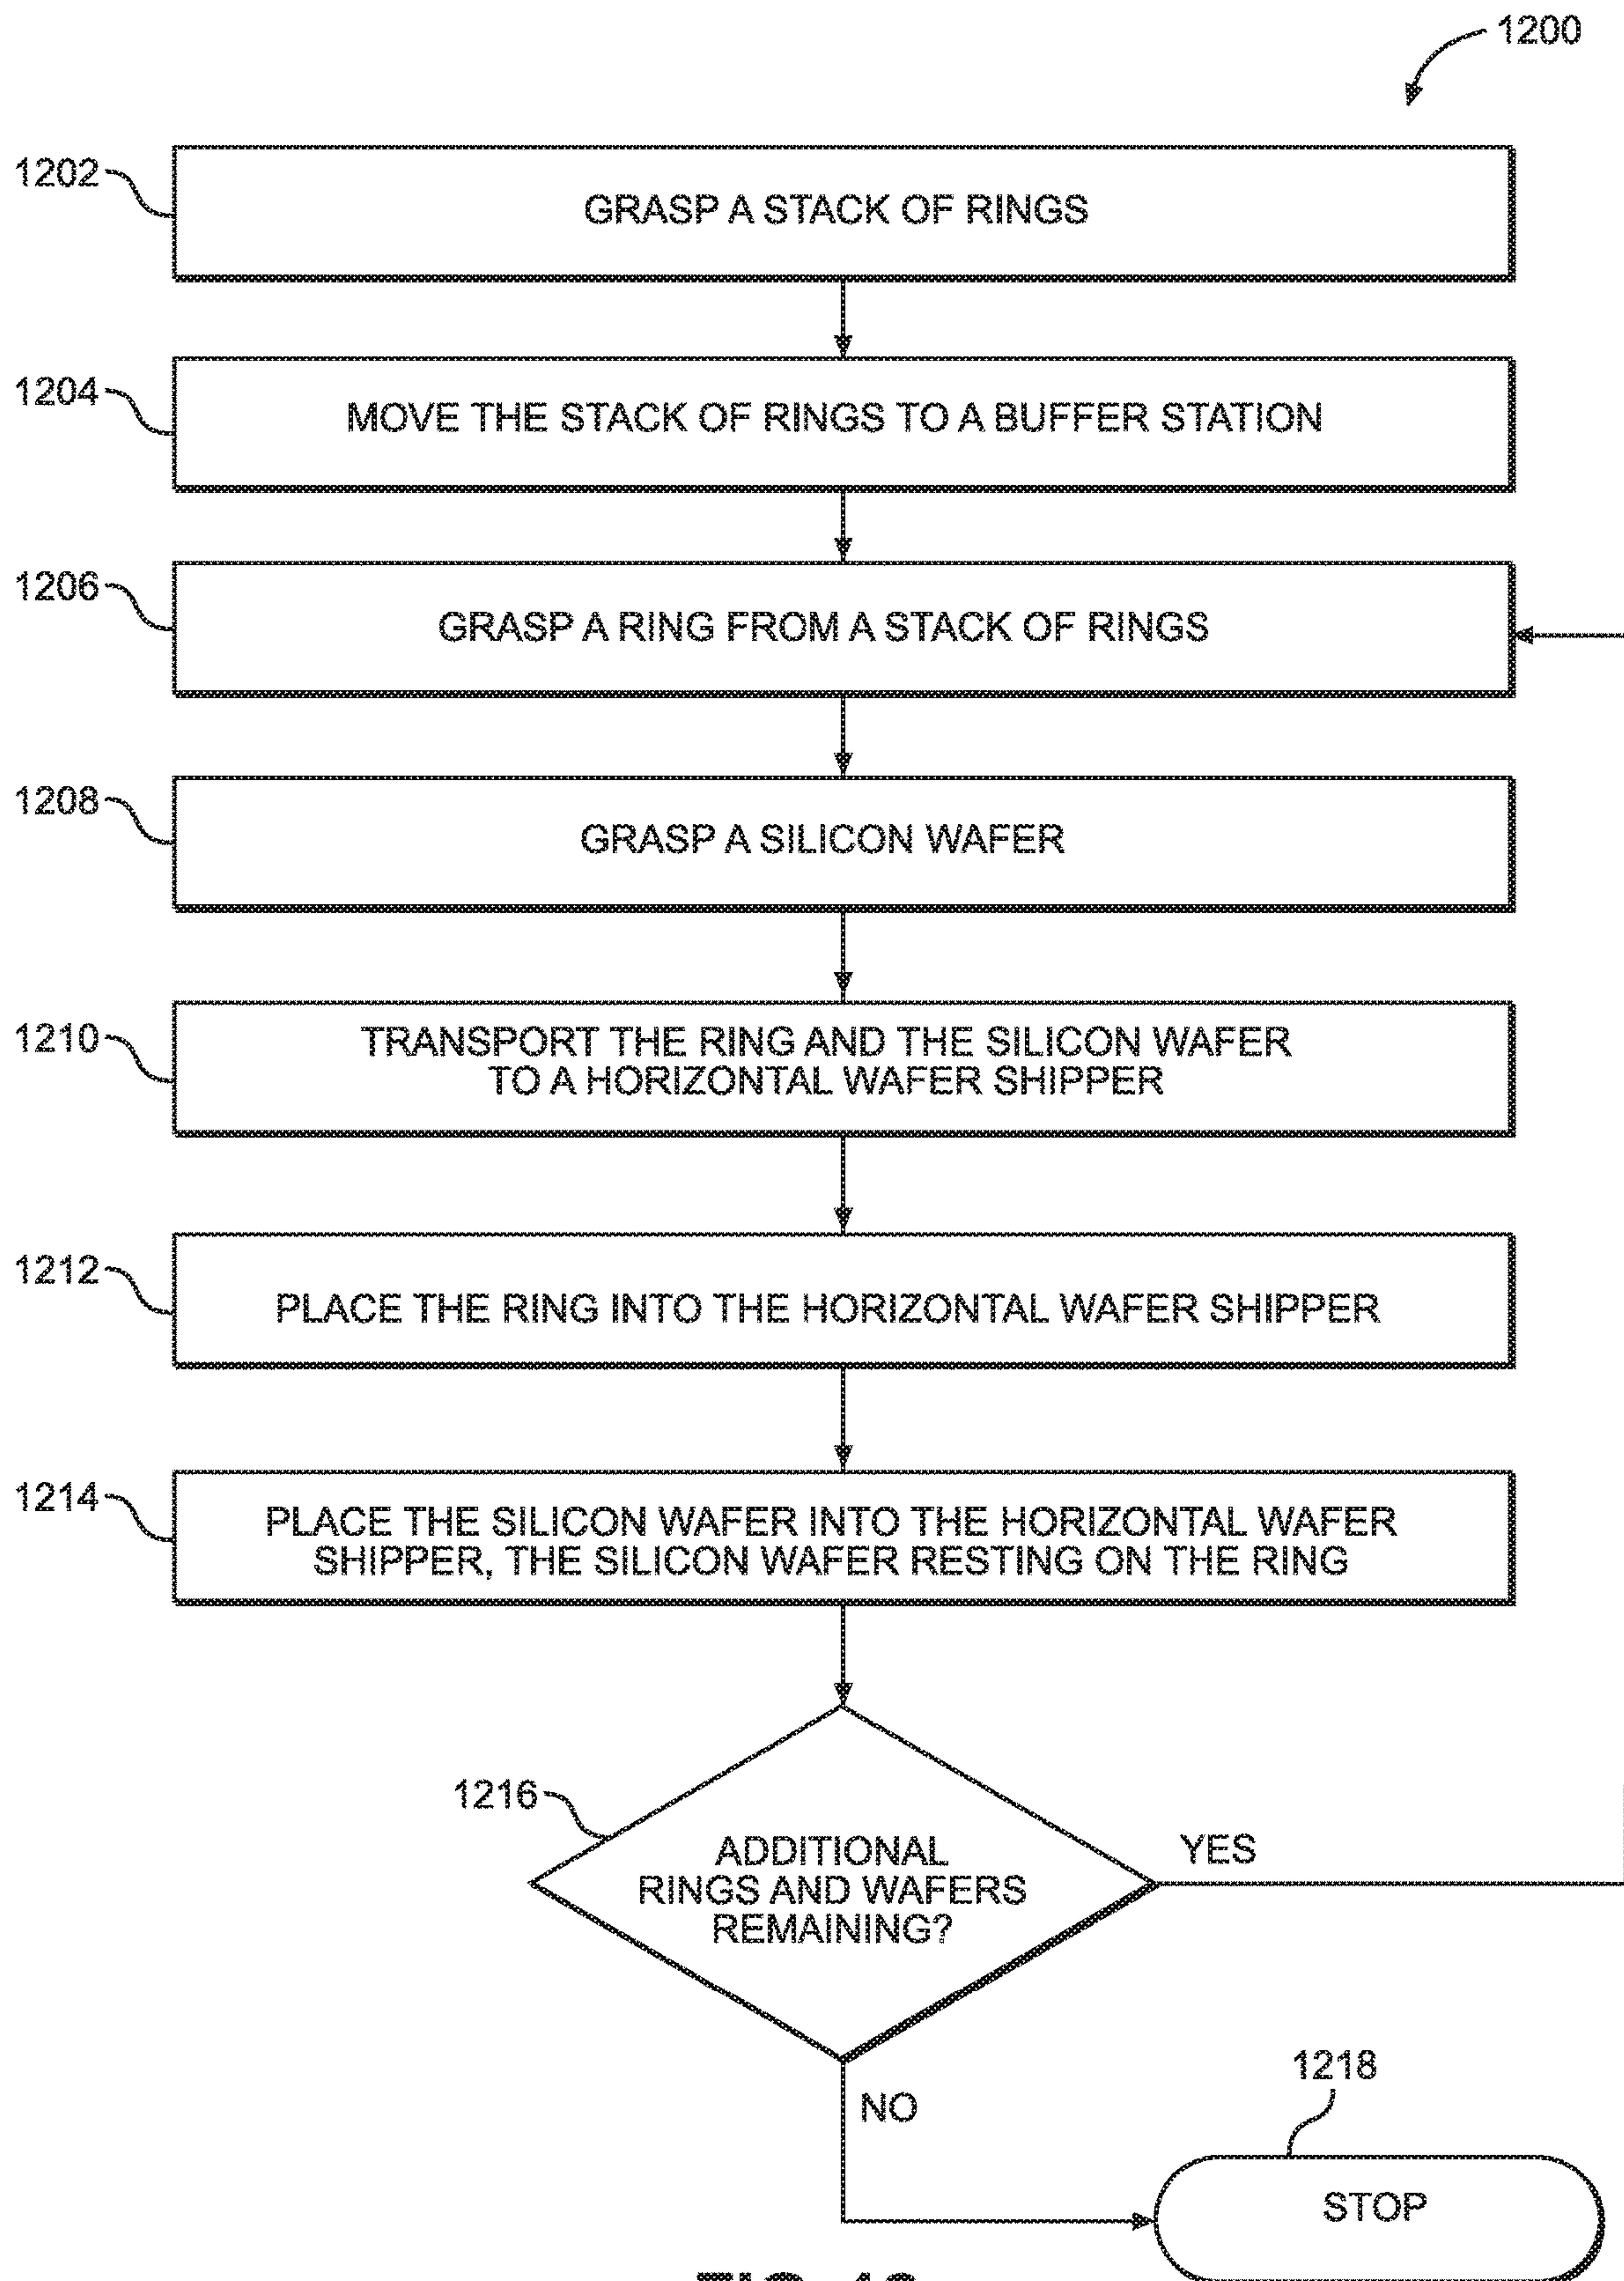 1200
1202
GRASP A STACK OF RINGS
1204
MOVE THE STACK OF RINGS TO A BUFFER STATION
1206
GRASP A RING FROM A STACK OF RINGS
1208
GRASP A SILICON WAFER
1210
TRANSPORT THE RING AND THE SILICON WAFER
TO A HORIZONTAL WAFER SHIPPER
1212
PLACE THE RING INTO THE HORIZONTAL WAFER SHIPPER
1214
PLACE THE SILICON WAFER INTO THE HORIZONTAL WAFER
SHIPPER, THE SILICON WAFER RESTING ON THE RING
1216
ADDITIONAL
RINGS AND WAFERS
REMAINING?
YES
NO
1218
STOP